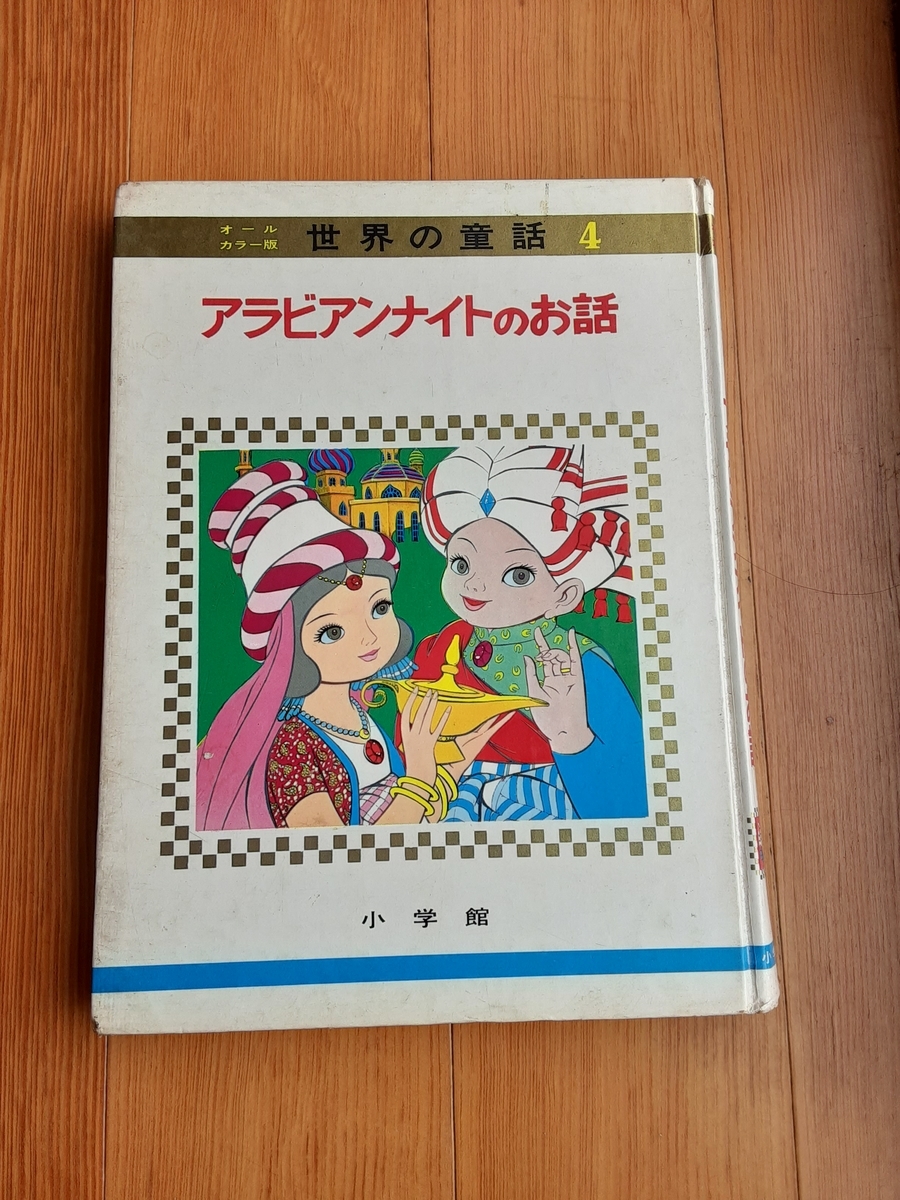 オール
カラー版
世界の童話 4
アラビアンナイトのお話
小学館